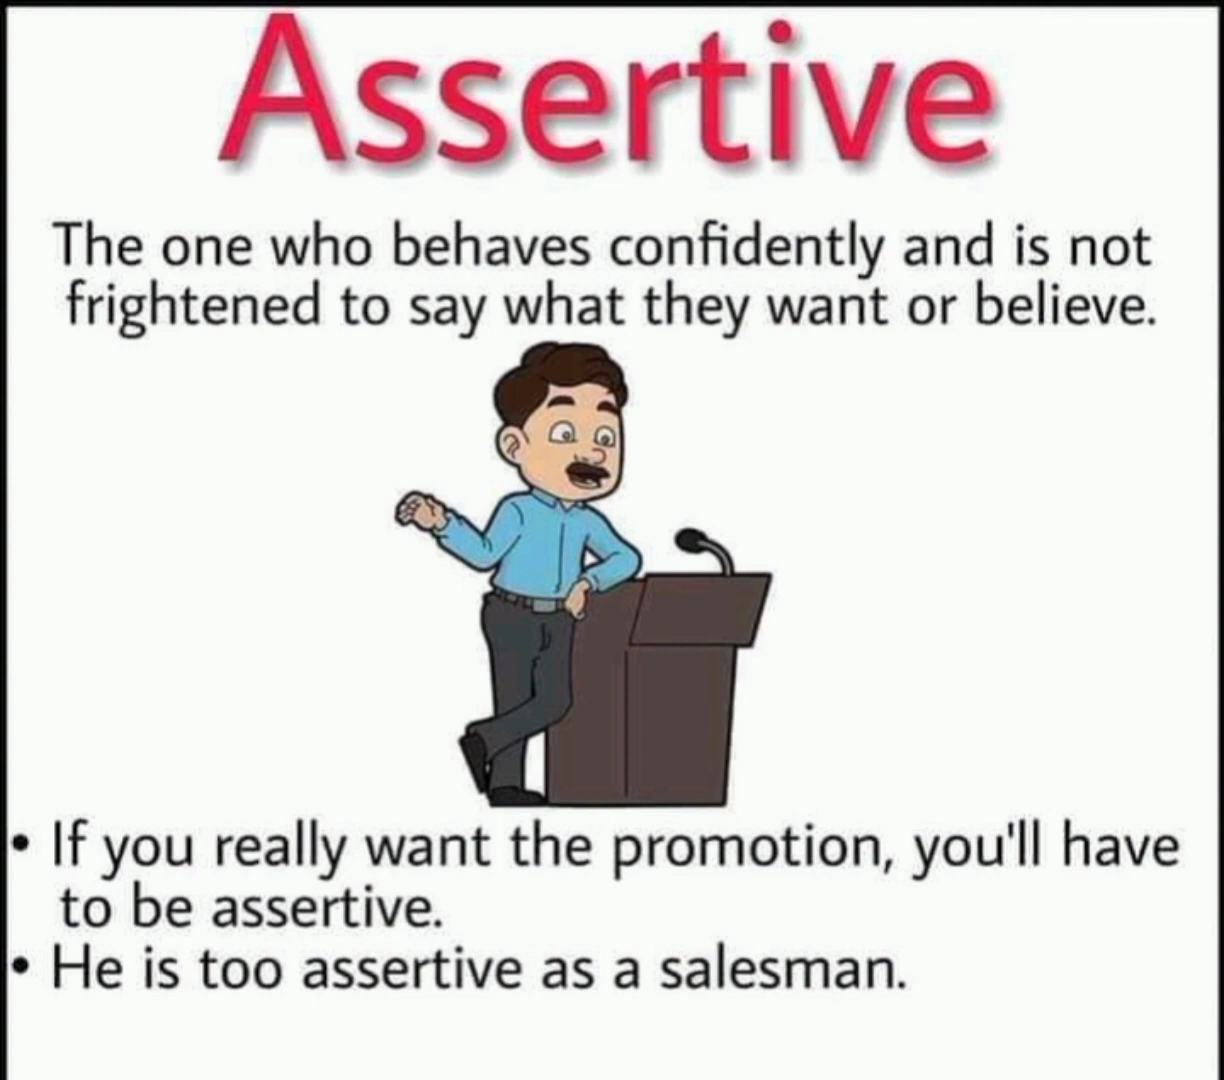 Assertive
The one who behaves confidently and is not
frightened to say what they want or believe.
• If you really want the promotion, you'll have
to be assertive.
• He is too assertive as a salesman.